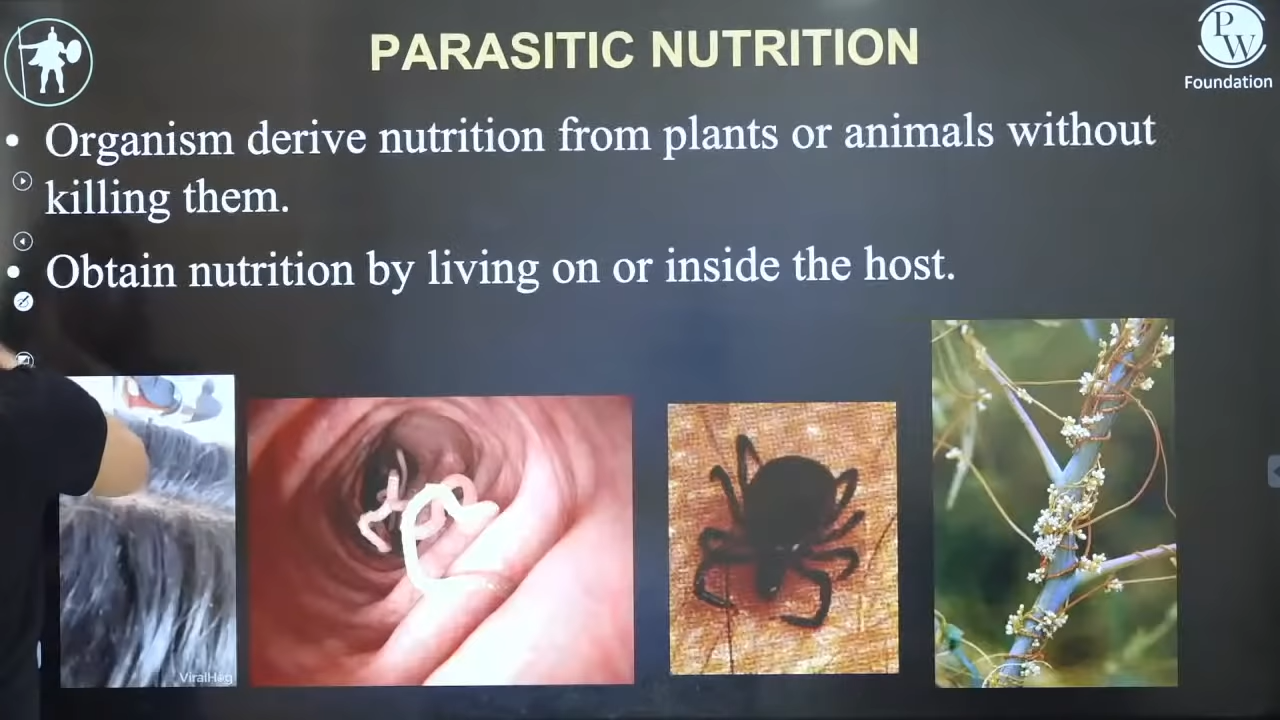 PARASITIC NUTRITION
PW
Foundation
• Organism derive nutrition from plants or animals without
killing them.
• Obtain nutrition by living on or inside the host.
ViralHog